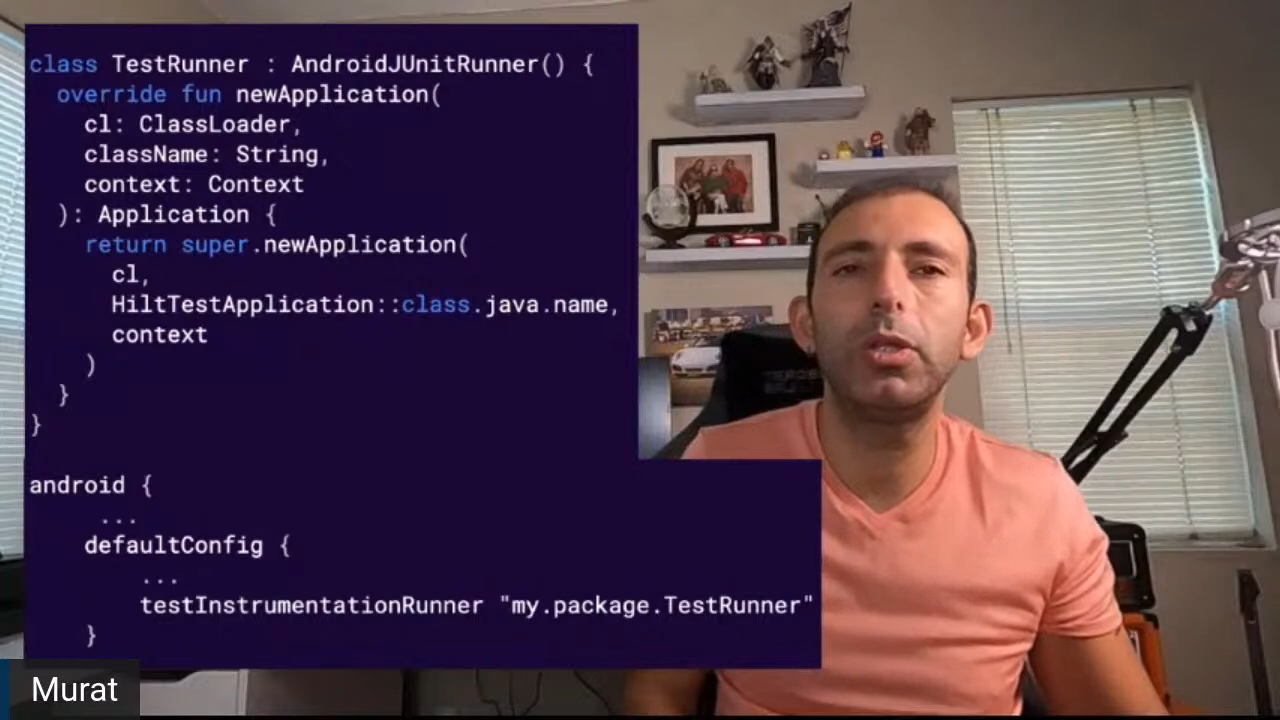 class TestRunner : AndroidJUnitRunner() {
override fun newApplication(
cl: ClassLoader,
className: String,
context: Context
): Application {
return super.newApplication(
cl,
HiltTestApplication::class.java.name,
context
)
}
}
android {
...
defaultConfig {
...
testInstrumentationRunner "my.package.TestRunner"
}
Murat